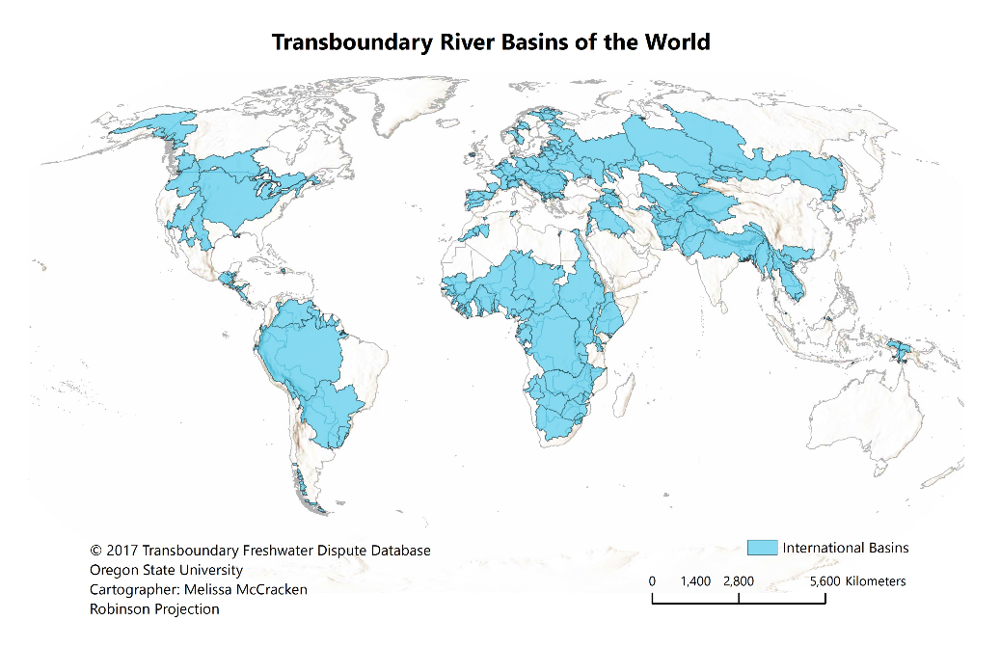 Transboundary River Basins of the World
© 2017 Transboundary Freshwater Dispute Database
Oregon State University
Cartographer: Melissa McCracken
Robinson Projection
International Basins
0 1,400 2,800 5,600 Kilometers